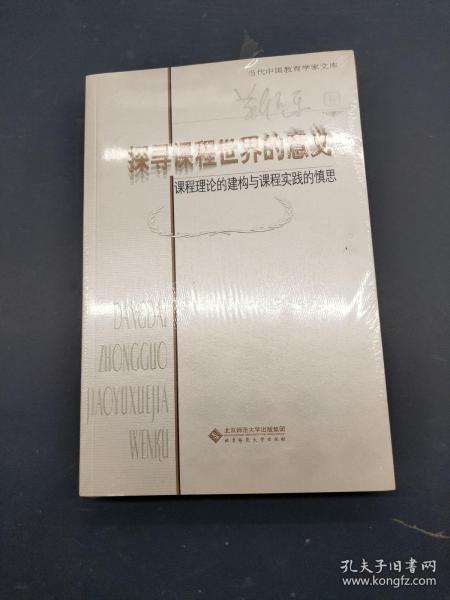 当代中国教育学家文库
探寻课程世界的意义
课程理论的建构与课程实践的慎思
DANGDAI
ZHONGGUO
JIAOYUXUEJIA
WENKU
北京师范大学出版集团
北京师范大学出版社
孔夫子旧书网
www.kongfz.com